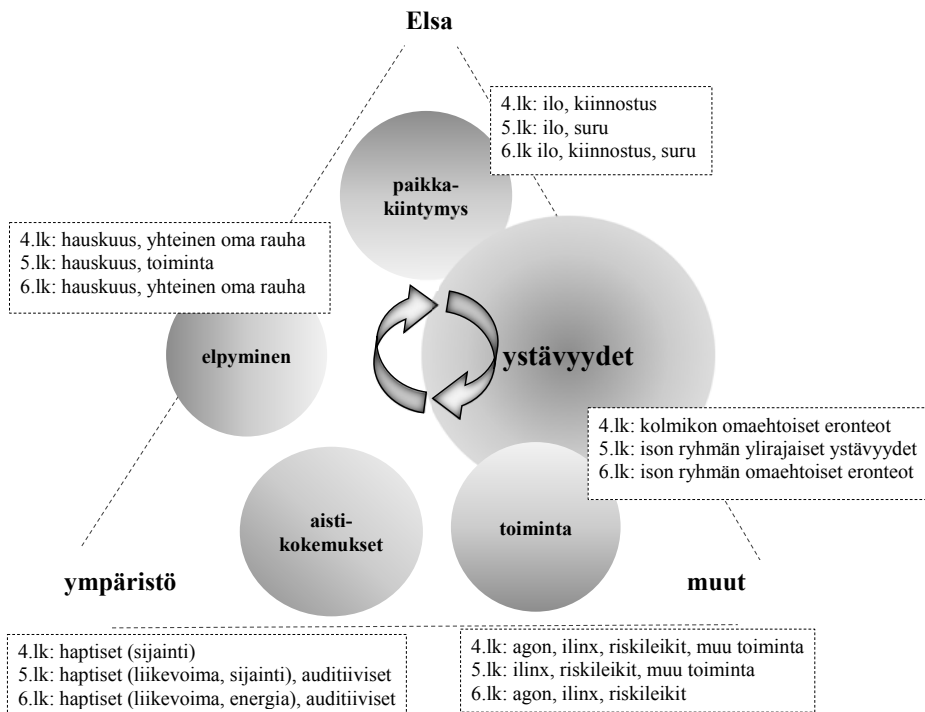 Elsa
4.lk: ilo, kiinnostus
5.lk: ilo, suru
6.lk ilo, kiinnostus, suru
paikka-
kiintymys
4.lk: hauskuus, yhteinen oma rauha
5.lk: hauskuus, toiminta
6.lk: hauskuus, yhteinen oma rauha
elpyminen
ystävyydet
4.lk: kolmikon omaehtoiset eronteot
5.lk: ison ryhmän ylirajaiset ystävyydet
6.lk: ison ryhmän omaehtoiset eronteot
aisti-
kokemukset
toiminta
ympäristö
muut
4.lk: haptiset (sijainti)
5.lk: haptiset (liikevoima, sijainti), auditiiviset
6.lk: haptiset (liikevoima, energia), auditiiviset
4.lk: agon, ilinx, riskileikit, muu toiminta
5.lk: ilinx, riskileikit, muu toiminta
6.lk: agon, ilinx, riskileikit